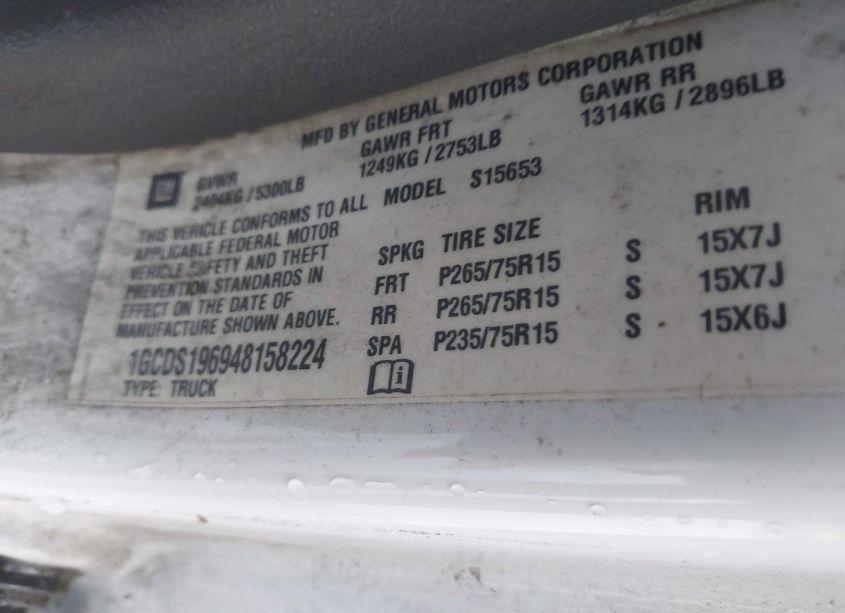 MFD BY GENERAL MOTORS CORPORATION
GM GVWR GAWR FRT GAWR RR
2404KG / 5300LB 1249KG / 2753LB 1314KG / 2896LB
THIS VEHICLE CONFORMS TO ALL MODEL S15653
APPLICABLE FEDERAL MOTOR
VEHICLE SAFETY AND THEFT SPKG TIRE SIZE RIM
PREVENTION STANDARDS IN FRT P265/75R15 S 15X7J
EFFECT ON THE DATE OF RR P265/75R15 S 15X7J
MANUFACTURE SHOWN ABOVE. SPA P235/75R15 S 15X6J
1GCDS196948158224
TYPE: TRUCK